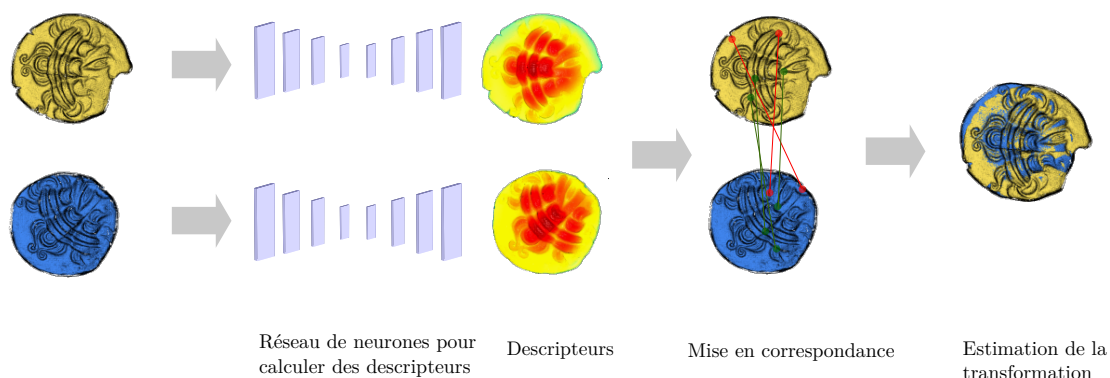 Réseau de neurones pour
calculer des descripteurs
Descripteurs
Mise en correspondance
Estimation de la
transformation